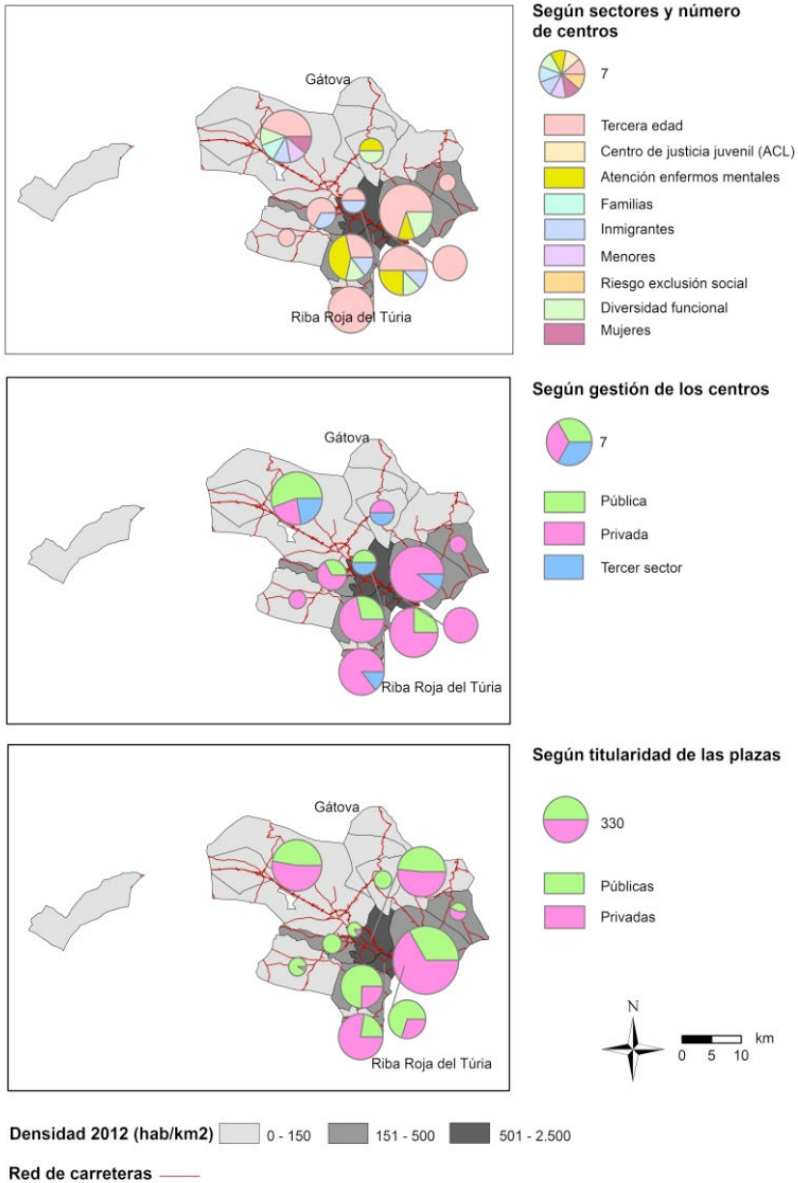 Según sectores y número
de centros
7
Tercera edad
Centro de justicia juvenil (ACL)
Atención enfermos mentales
Familias
Inmigrantes
Menores
Riesgo exclusión social
Diversidad funcional
Mujeres
Gátova
Riba Roja del Túria
Según gestión de los centros
7
Pública
Privada
Tercer sector
Gátova
Riba Roja del Túria
Según titularidad de las plazas
330
Públicas
Privadas
Gátova
Riba Roja del Túria
N
km
0 5 10
Densidad 2012 (hab/km2) 0 - 150 151 - 500 501 - 2.500
Red de carreteras